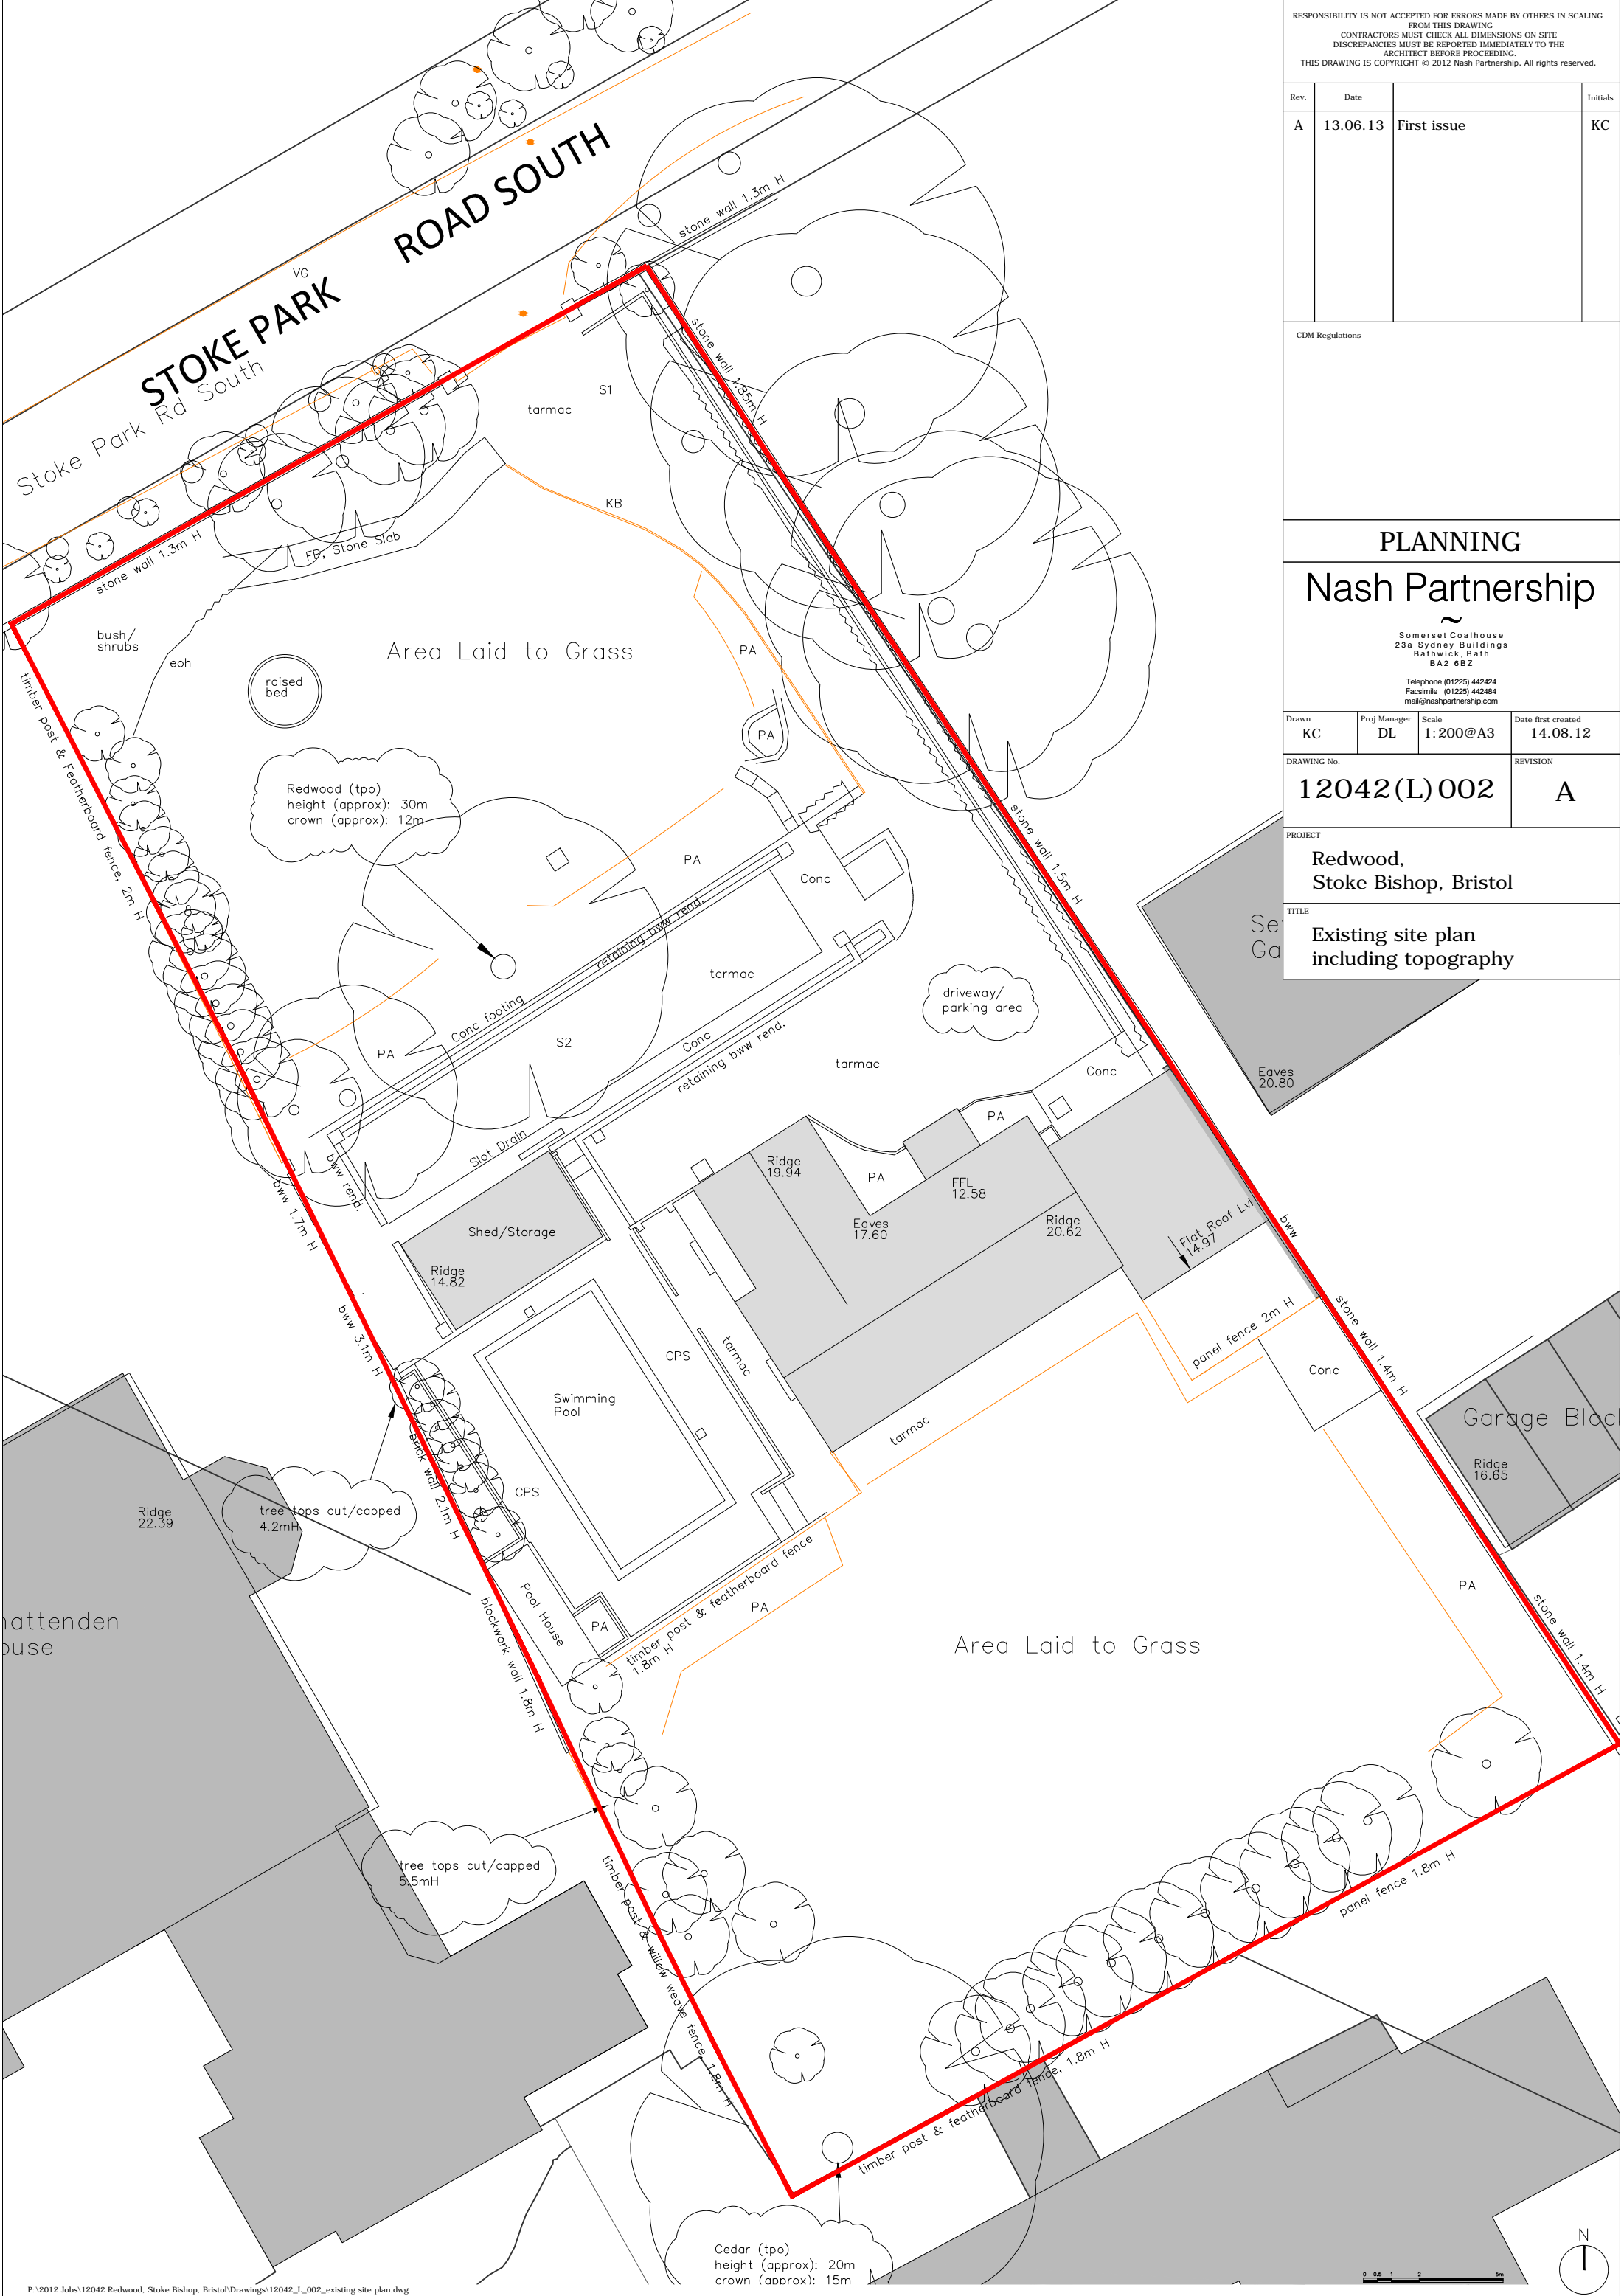 RESPONSIBILITY IS NOT ACCEPTED FOR ERRORS MADE BY OTHERS IN SCALING
FROM THIS DRAWING
CONTRACTORS MUST CHECK ALL DIMENSIONS ON SITE
DISCREPANCIES MUST BE REPORTED IMMEDIATELY TO THE
ARCHITECT BEFORE PROCEEDING.
THIS DRAWING IS COPYRIGHT © 2012 Nash Partnership. All rights reserved.
Rev. Date Initials
A 13.06.13 First issue KC
CDM Regulations
PLANNING
Nash Partnership
~
Somerset Coalhouse
23a Sydney Buildings
Bathwick, Bath
BA2 6BZ
Telephone (01225) 442424
Facsimile (01225) 442484
mail@nashpartnership.com
Drawn Proj Manager Scale Date first created
KC DL 1:200@A3 14.08.12
DRAWING No. REVISION
12042(L)002 A
PROJECT
Redwood,
Stoke Bishop, Bristol
TITLE
Existing site plan
including topography
STOKE PARK ROAD SOUTH
VG
Stoke Park Rd South
stone wall 1.3m H
stone wall 1.85m H
S1
tarmac
KB
FP, Stone Slab
stone wall 1.3m H
bush/
shrubs
eoh
raised
bed
Area Laid to Grass
PA
PA
timber post & Featherboard fence, 2m H
Redwood (tpo)
height (approx): 30m
crown (approx): 12m
PA
Conc
stone wall 1.5m H
retaining bww rend.
tarmac
driveway/
parking area
Conc footing
S2
PA
Conc
retaining bww rend.
tarmac
Conc
Eaves
20.80
Slot Drain
bww rend.
bww 1.7m H
PA
Ridge
19.94
PA
FFL
12.58
Eaves
17.60
Ridge
20.62
Flat Roof Lvl
14.97
bww
Shed/Storage
Ridge
14.82
bww 3.1m H
CPS
tarmac
panel fence 2m H
stone wall 1.4m H
Conc
Swimming
Pool
tarmac
Garage
Ridge
16.65
brick wall 2.1m H
CPS
Ridge
22.39
tree tops cut/capped
4.2mH
timber post & featherboard fence
1.8m H
PA
Pool House
PA
blockwork wall 1.8m H
PA
stone wall 1.4m H
Area Laid to Grass
tree tops cut/capped
5.5mH
timber post & willow weave fence, 1.8m H
panel fence 1.8m H
timber post & featherboard fence, 1.8m H
Cedar (tpo)
height (approx): 20m
crown (approx): 15m
N
0 0.5 1 2 5m
P:\2012 Jobs\12042 Redwood, Stoke Bishop, Bristol\Drawings\12042_L_002_existing site plan.dwg